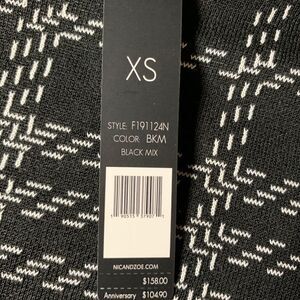 XS
STYLE: F191124N
COLOR: BKM
BLACK MIX
NICANDZOE.COM
$158.00
Anniversary $104.90